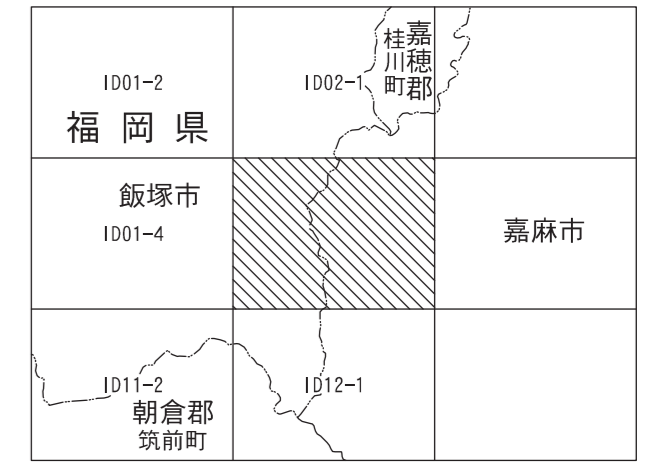 ID01-2
福岡県
ID02-1
嘉穂郡
桂川町
飯塚市
ID01-4
嘉麻市
ID11-2
朝倉郡
筑前町
ID12-1